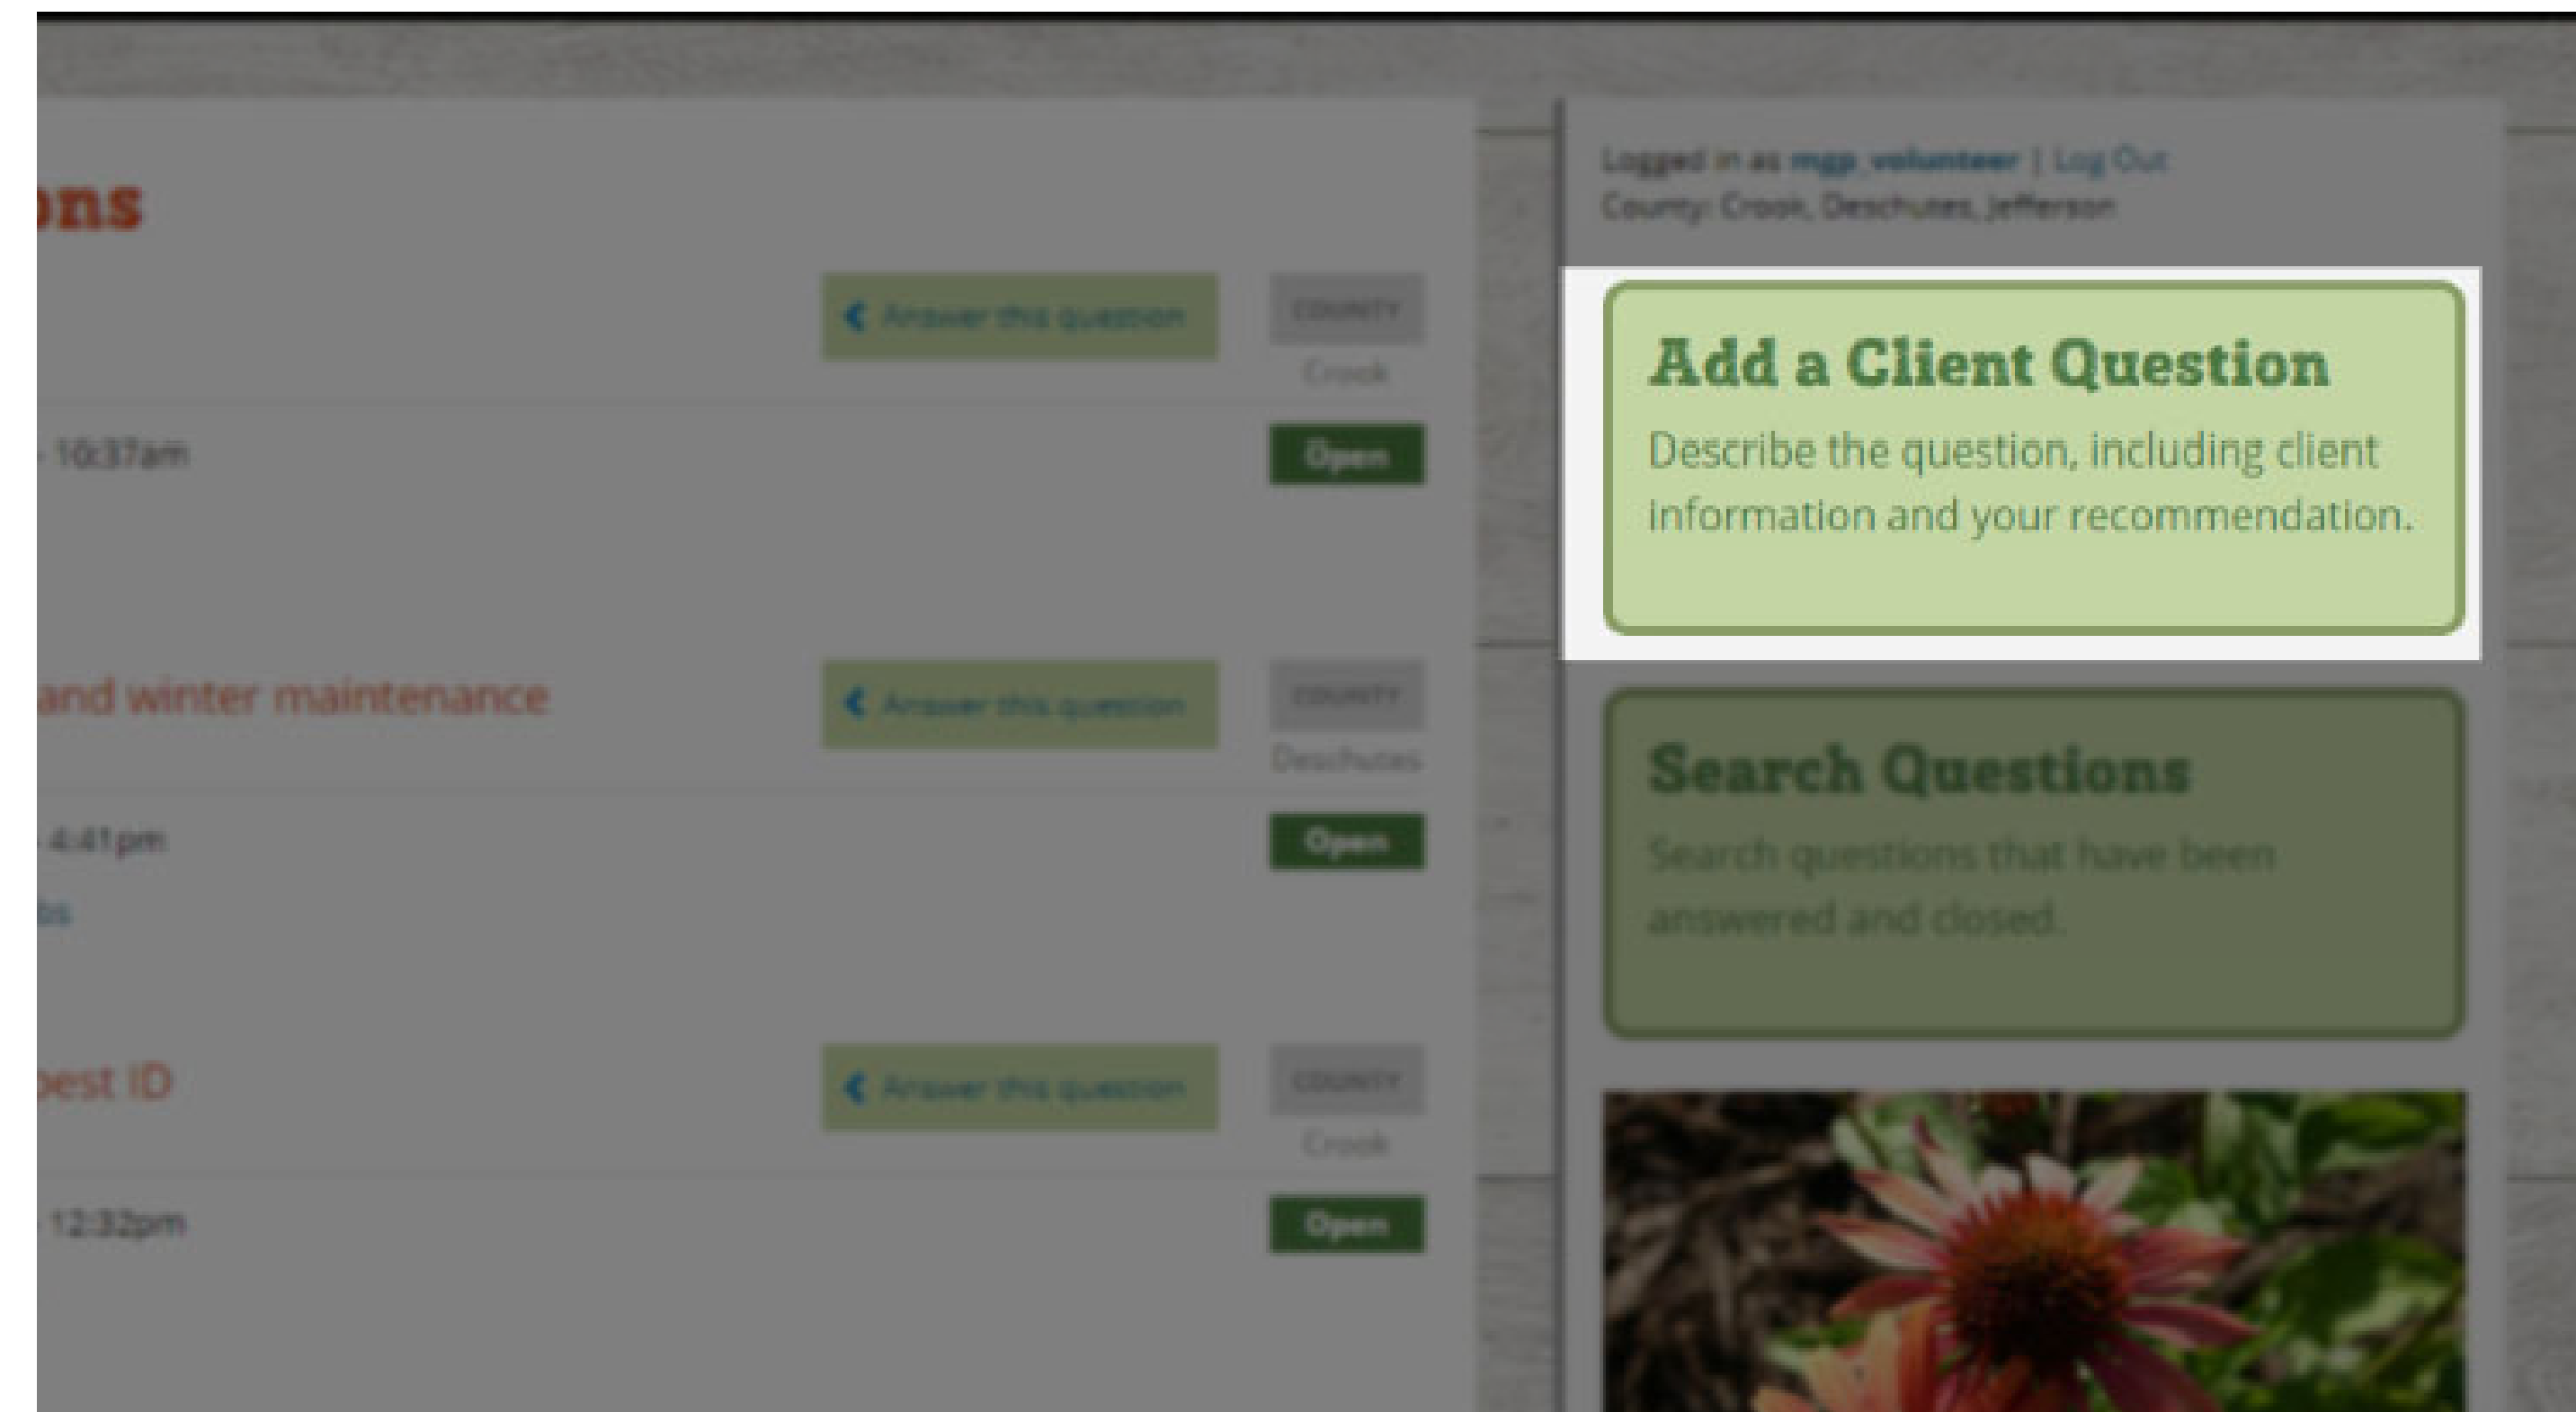 ons
Answer this question
COUNTY
Crook
- 10:37am
Open
and winter maintenance
Answer this question
COUNTY
Deschutes
- 4:41pm
Open
bs
pest ID
Answer this question
COUNTY
Crook
- 12:32pm
Open
Logged in as mgp_volunteer | Log Out
County: Crook, Deschutes, Jefferson
Add a Client Question
Describe the question, including client
information and your recommendation.
Search Questions
Search questions that have been
answered and closed.